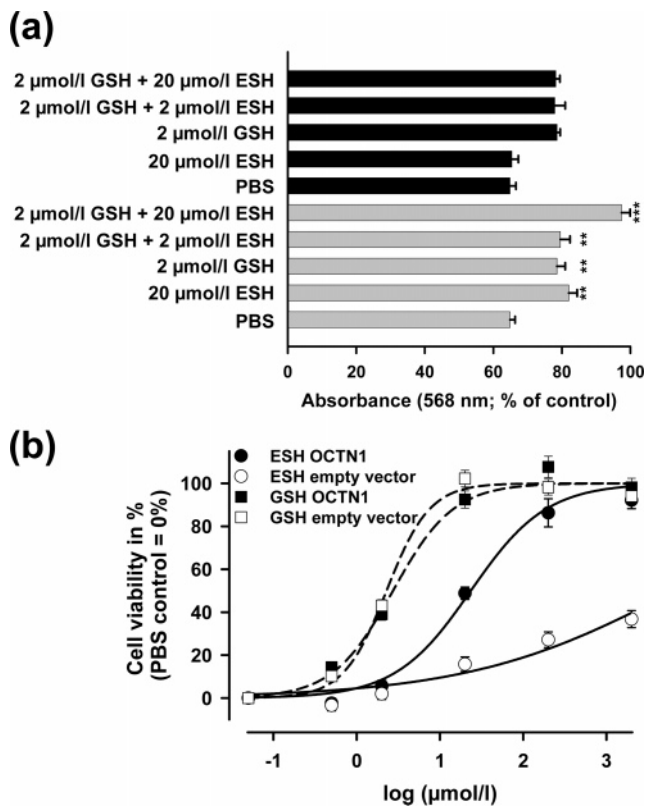 (a)
2 µmol/l GSH + 20 µmo/l ESH
2 µmol/l GSH + 2 µmol/l ESH
2 µmol/l GSH
20 µmol/l ESH
PBS
2 µmol/l GSH + 20 µmo/l ESH
***
2 µmol/l GSH + 2 µmol/l ESH
**
2 µmol/l GSH
**
20 µmol/l ESH
**
PBS
0 20 40 60 80 100
Absorbance (568 nm; % of control)
(b)
ESH OCTN1
ESH empty vector
GSH OCTN1
GSH empty vector
Cell viability in %
(PBS control = 0%)
100
80
60
40
20
0
-1 0 1 2 3
log (µmol/l)